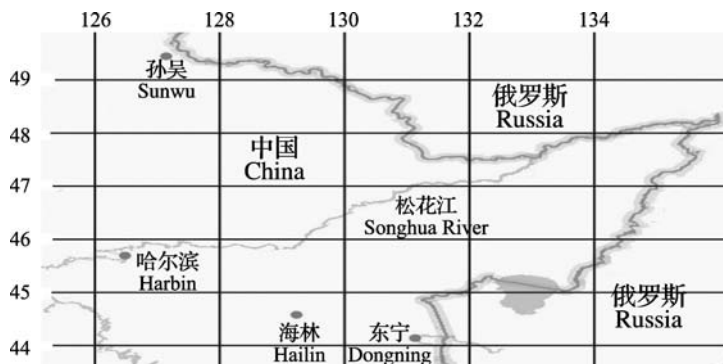 126 128 130 132 134
49
孙吴
Sunwu
俄罗斯
Russia
48
中国
China
47
松花江
Songhua River
46
哈尔滨
Harbin
45
俄罗斯
Russia
海林
Hailin
东宁
Dongning
44